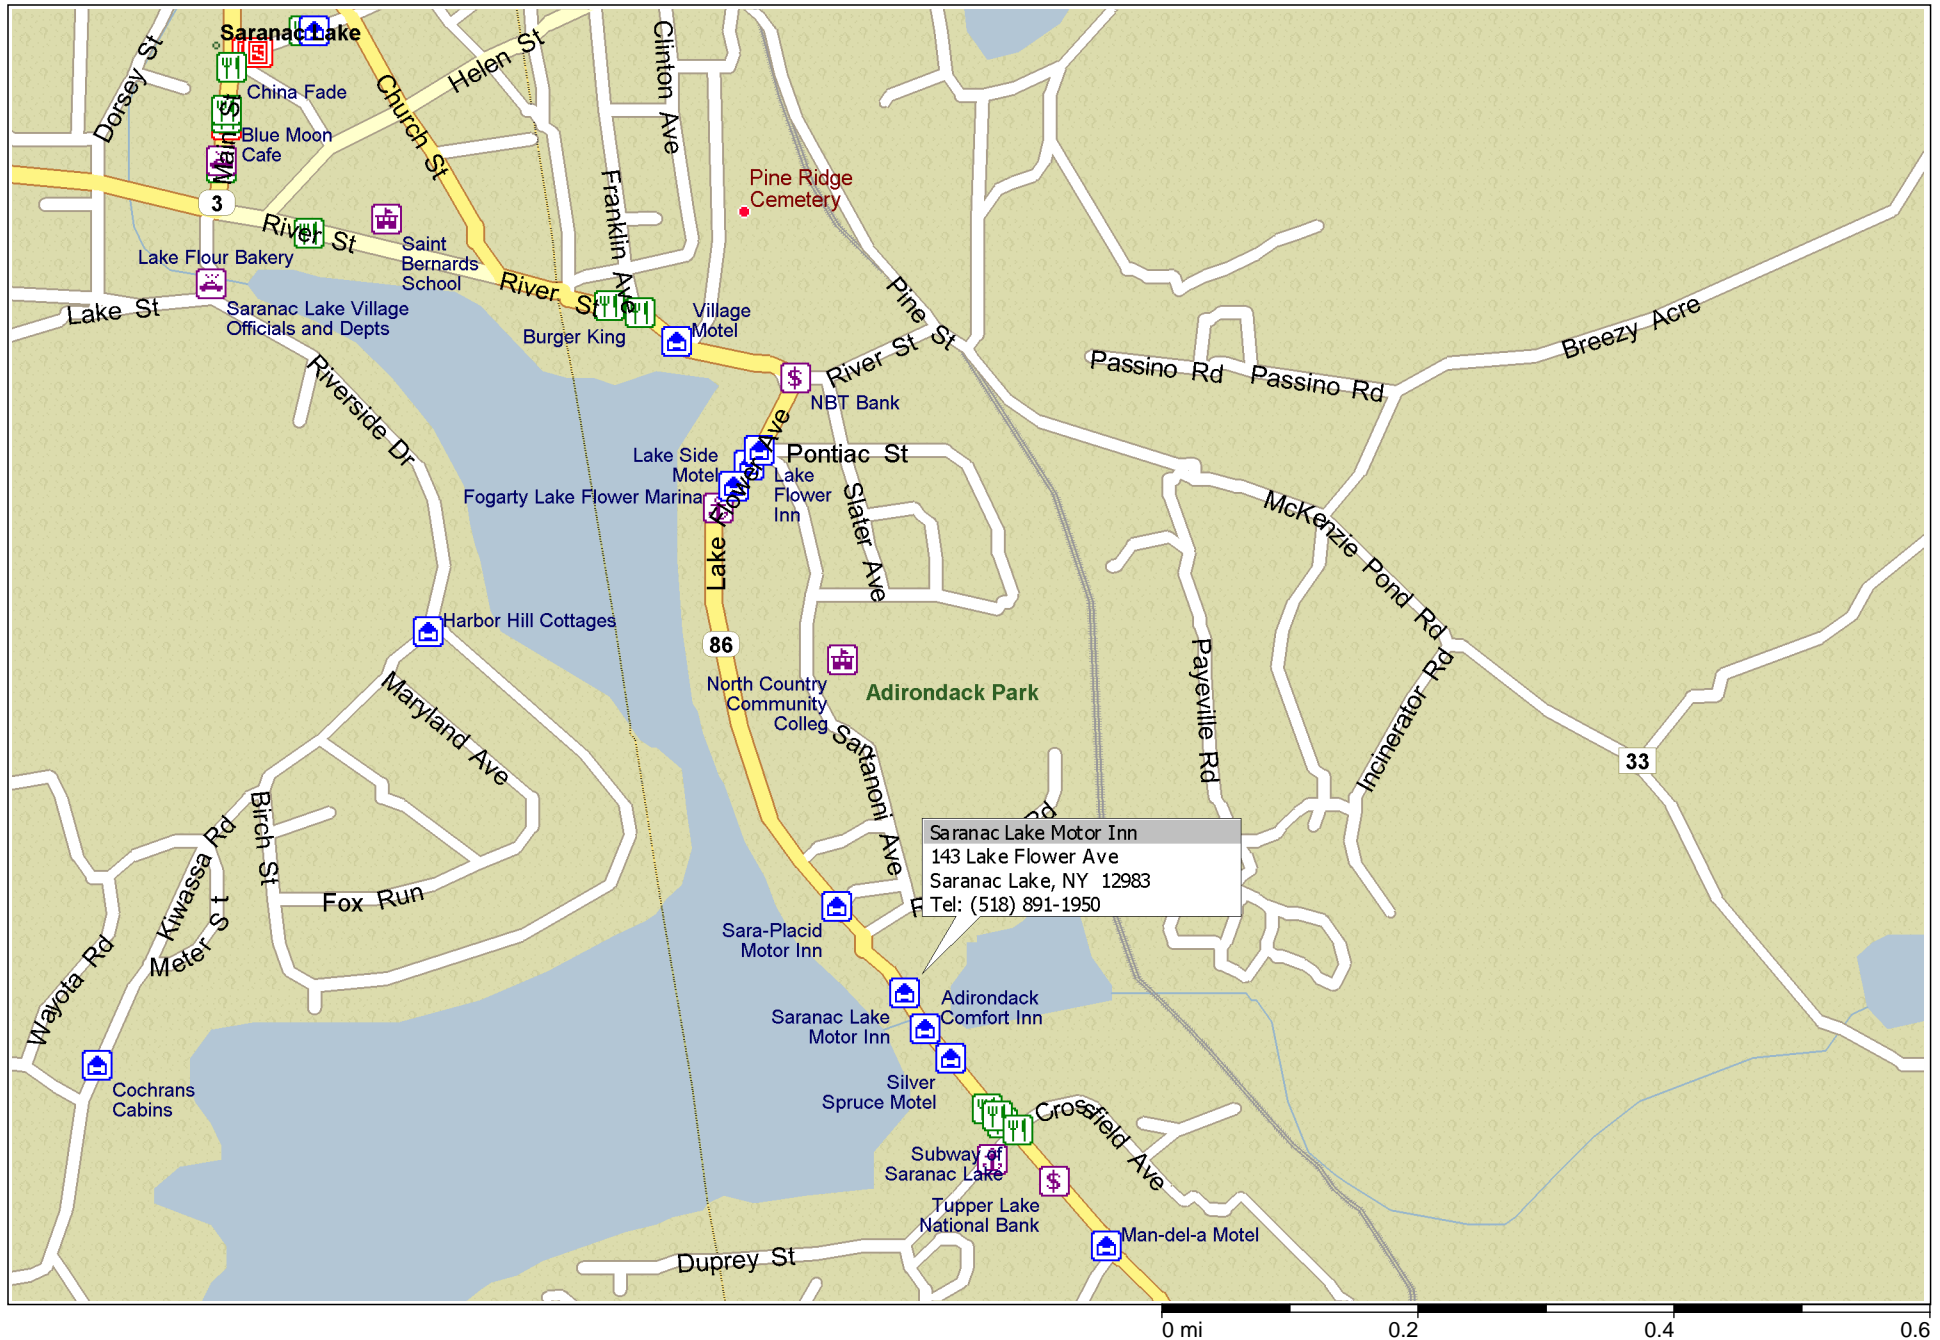 Saranac Lake
Dorsey St
China Fade
Main St
Blue Moon
Cafe
Church St
Helen St
Clinton Ave
Franklin Ave
Pine Ridge
Cemetery
3
River St
Saint
Bernards
School
Lake Flour Bakery
Lake St
Saranac Lake Village
Officials and Depts
River St
Burger King
Village
Motel
Pine St
River St
NBT Bank
Passino Rd
Passino Rd
Breezy Acre
Riverside Dr
Lake Side
Motel
Pontiac St
Lake
Flower
Inn
Fogarty Lake Flower Marina
Lake Flower Ave
Slater Ave
McKenzie Pond Rd
Harbor Hill Cottages
86
North Country
Community
Colleg
Adirondack Park
Payeville Rd
Incinerator Rd
Maryland Ave
Santanoni Ave
33
Birch St
Kiwassa Rd
Fox Run
Meter St
Wayota Rd
Rd
Saranac Lake Motor Inn
143 Lake Flower Ave
Saranac Lake, NY 12983
Tel: (518) 891-1950
Sara-Placid
Motor Inn
Saranac Lake
Motor Inn
Adirondack
Comfort Inn
Silver
Spruce Motel
Cochrans
Cabins
Crossfield Ave
Subway of
Saranac Lake
Tupper Lake
National Bank
Man-del-a Motel
Duprey St
0 mi
0.2
0.4
0.6